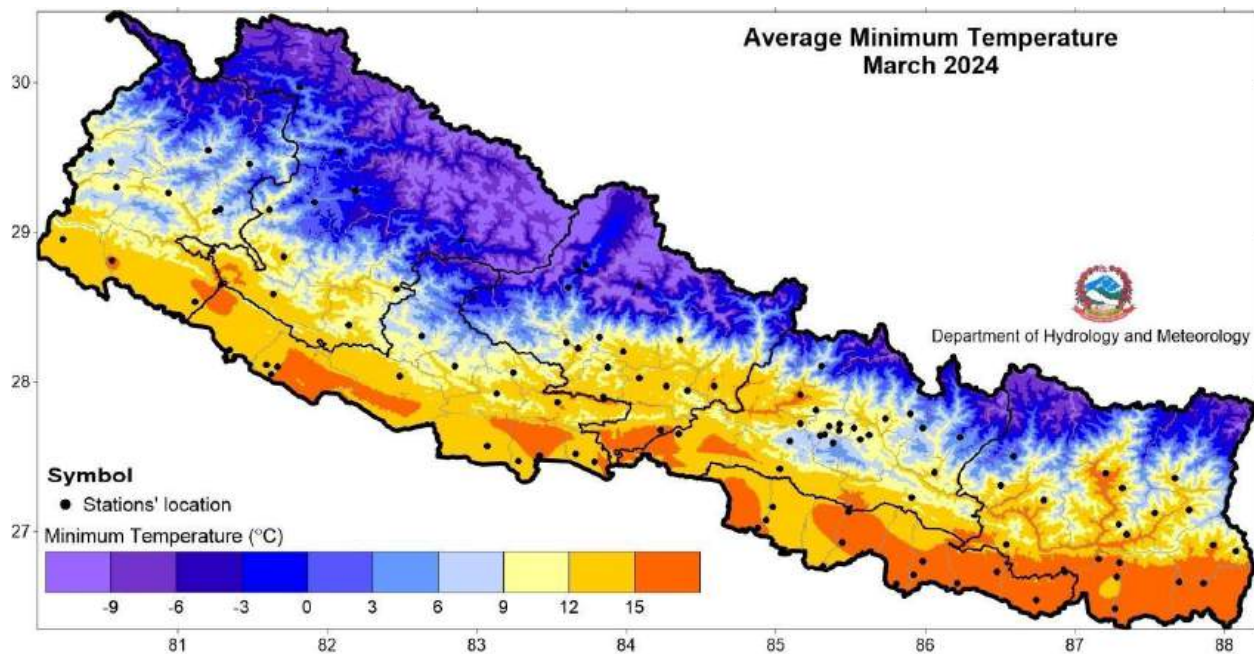 Average Minimum Temperature
March 2024
30
29
28
27
Department of Hydrology and Meteorology
Symbol
Stations' location
Minimum Temperature (°C)
-9 -6 -3 0 3 6 9 12 15
81 82 83 84 85 86 87 88